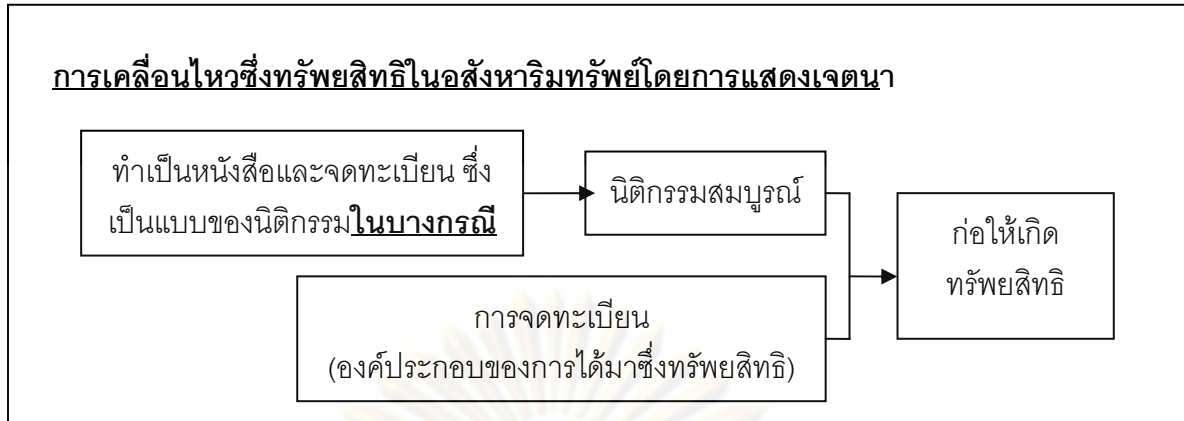 การเคลื่อนไหวซึ่งทรัพยสิทธิในอสังหาริมทรัพย์โดยการแสดงเจตนา
ทำเป็นหนังสือและจดทะเบียน ซึ่ง
เป็นแบบของนิติกรรมในบางกรณี
นิติกรรมสมบูรณ์
ก่อให้เกิด
ทรัพยสิทธิ
การจดทะเบียน
(องค์ประกอบของการได้มาซึ่งทรัพยสิทธิ)